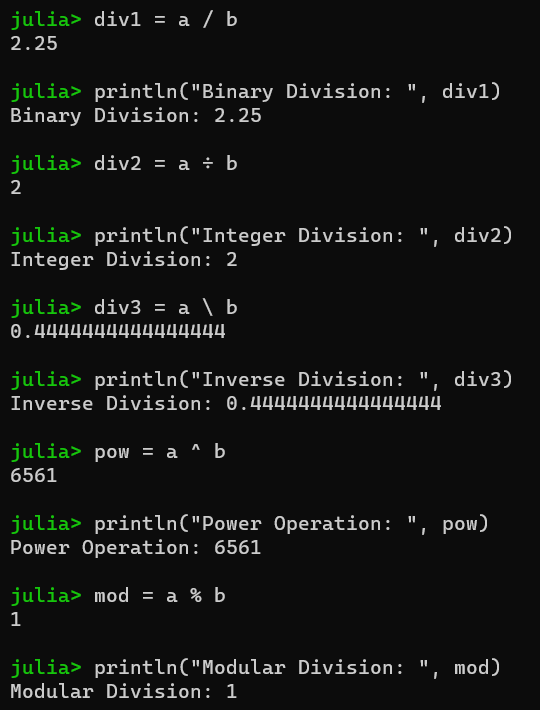 julia> div1 = a / b
2.25
julia> println("Binary Division: ", div1)
Binary Division: 2.25
julia> div2 = a ÷ b
2
julia> println("Integer Division: ", div2)
Integer Division: 2
julia> div3 = a \ b
0.4444444444444444
julia> println("Inverse Division: ", div3)
Inverse Division: 0.4444444444444444
julia> pow = a ^ b
6561
julia> println("Power Operation: ", pow)
Power Operation: 6561
julia> mod = a % b
1
julia> println("Modular Division: ", mod)
Modular Division: 1